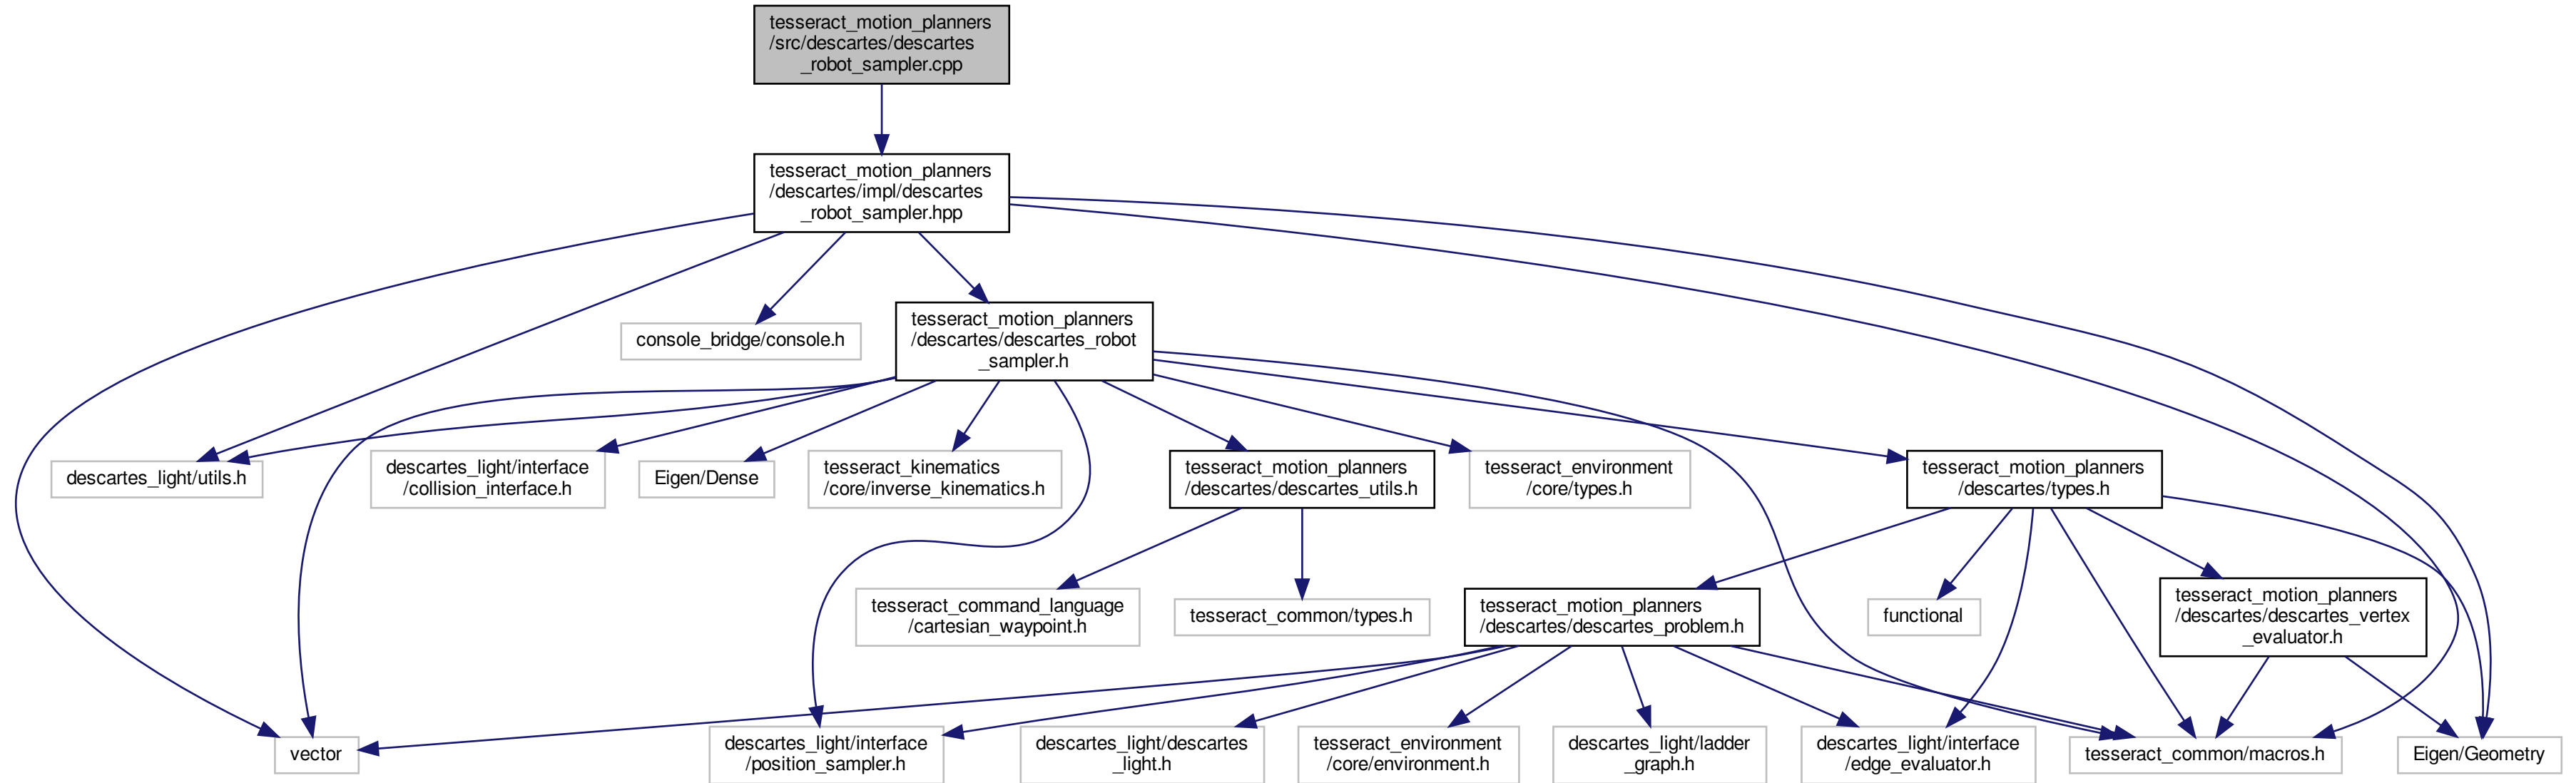 tesseract_motion_planners
/src/descartes/descartes
_robot_sampler.cpp
tesseract_motion_planners
/descartes/impl/descartes
_robot_sampler.hpp
console_bridge/console.h
tesseract_motion_planners
/descartes/descartes_robot
_sampler.h
descartes_light/utils.h
descartes_light/interface
/collision_interface.h
Eigen/Dense
tesseract_kinematics
/core/inverse_kinematics.h
tesseract_motion_planners
/descartes/descartes_utils.h
tesseract_environment
/core/types.h
tesseract_motion_planners
/descartes/types.h
tesseract_command_language
/cartesian_waypoint.h
tesseract_common/types.h
tesseract_motion_planners
/descartes/descartes_problem.h
functional
tesseract_motion_planners
/descartes/descartes_vertex
_evaluator.h
vector
descartes_light/interface
/position_sampler.h
descartes_light/descartes
_light.h
tesseract_environment
/core/environment.h
descartes_light/ladder
_graph.h
descartes_light/interface
/edge_evaluator.h
tesseract_common/macros.h
Eigen/Geometry